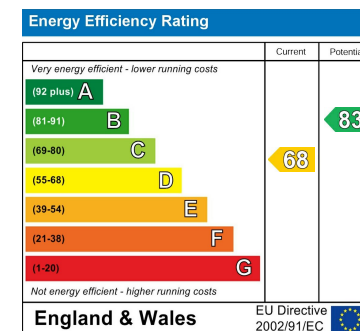 Energy Efficiency Rating
Current Potentia
Very energy efficient - lower running costs
(92 plus) A
(81-91) B
83
(69-80) C
68
(55-68) D
(39-54) E
(21-38) F
(1-20) G
Not energy efficient - higher running costs
England & Wales
EU Directive
2002/91/EC